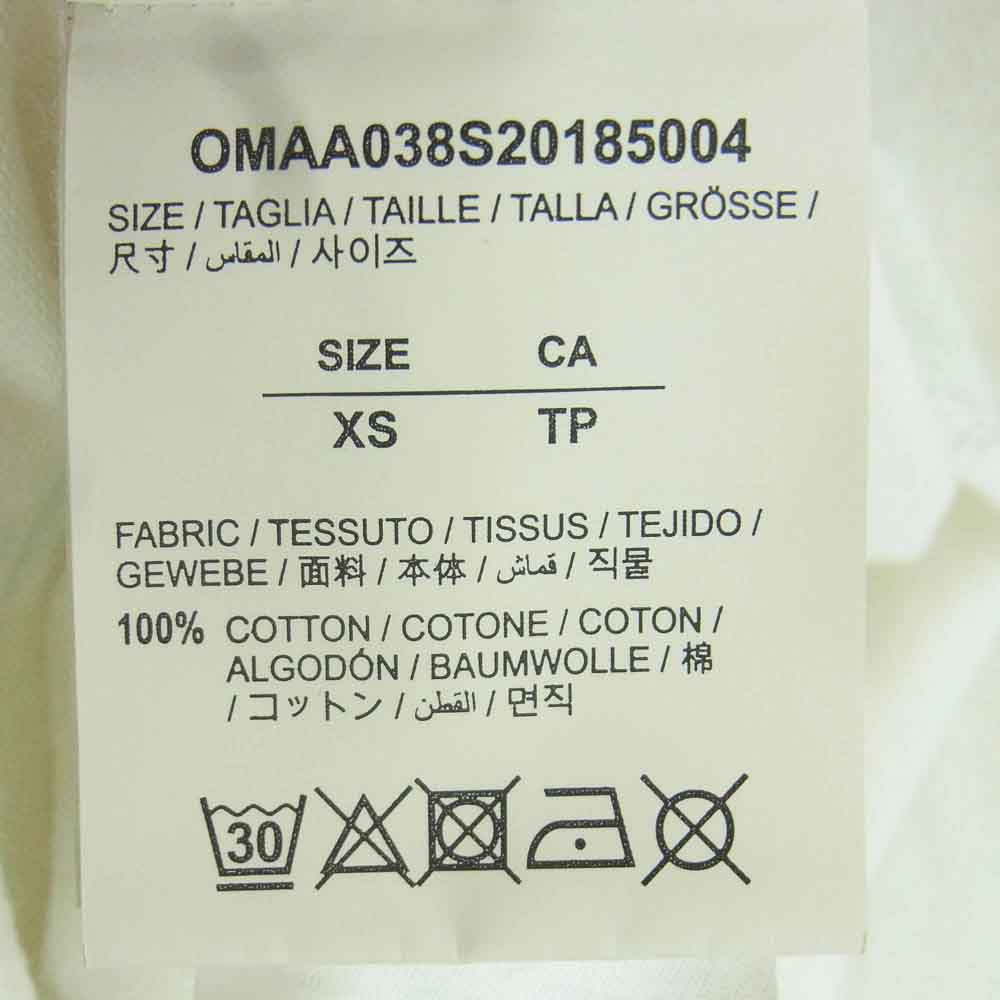 OMAA038S20185004
SIZE / TAGLIA / TAILLE / TALLA / GRÖSSE /
尺寸 / المقاس / 사이즈
SIZE CA
XS TP
FABRIC / TESSUTO / TISSUS / TEJIDO /
GEWEBE / 面料 / 本体 / قماش / 직물
100% COTTON / COTONE / COTON /
ALGODÓN / BAUMWOLLE / 棉
/ コットン / القطن / 면직
30